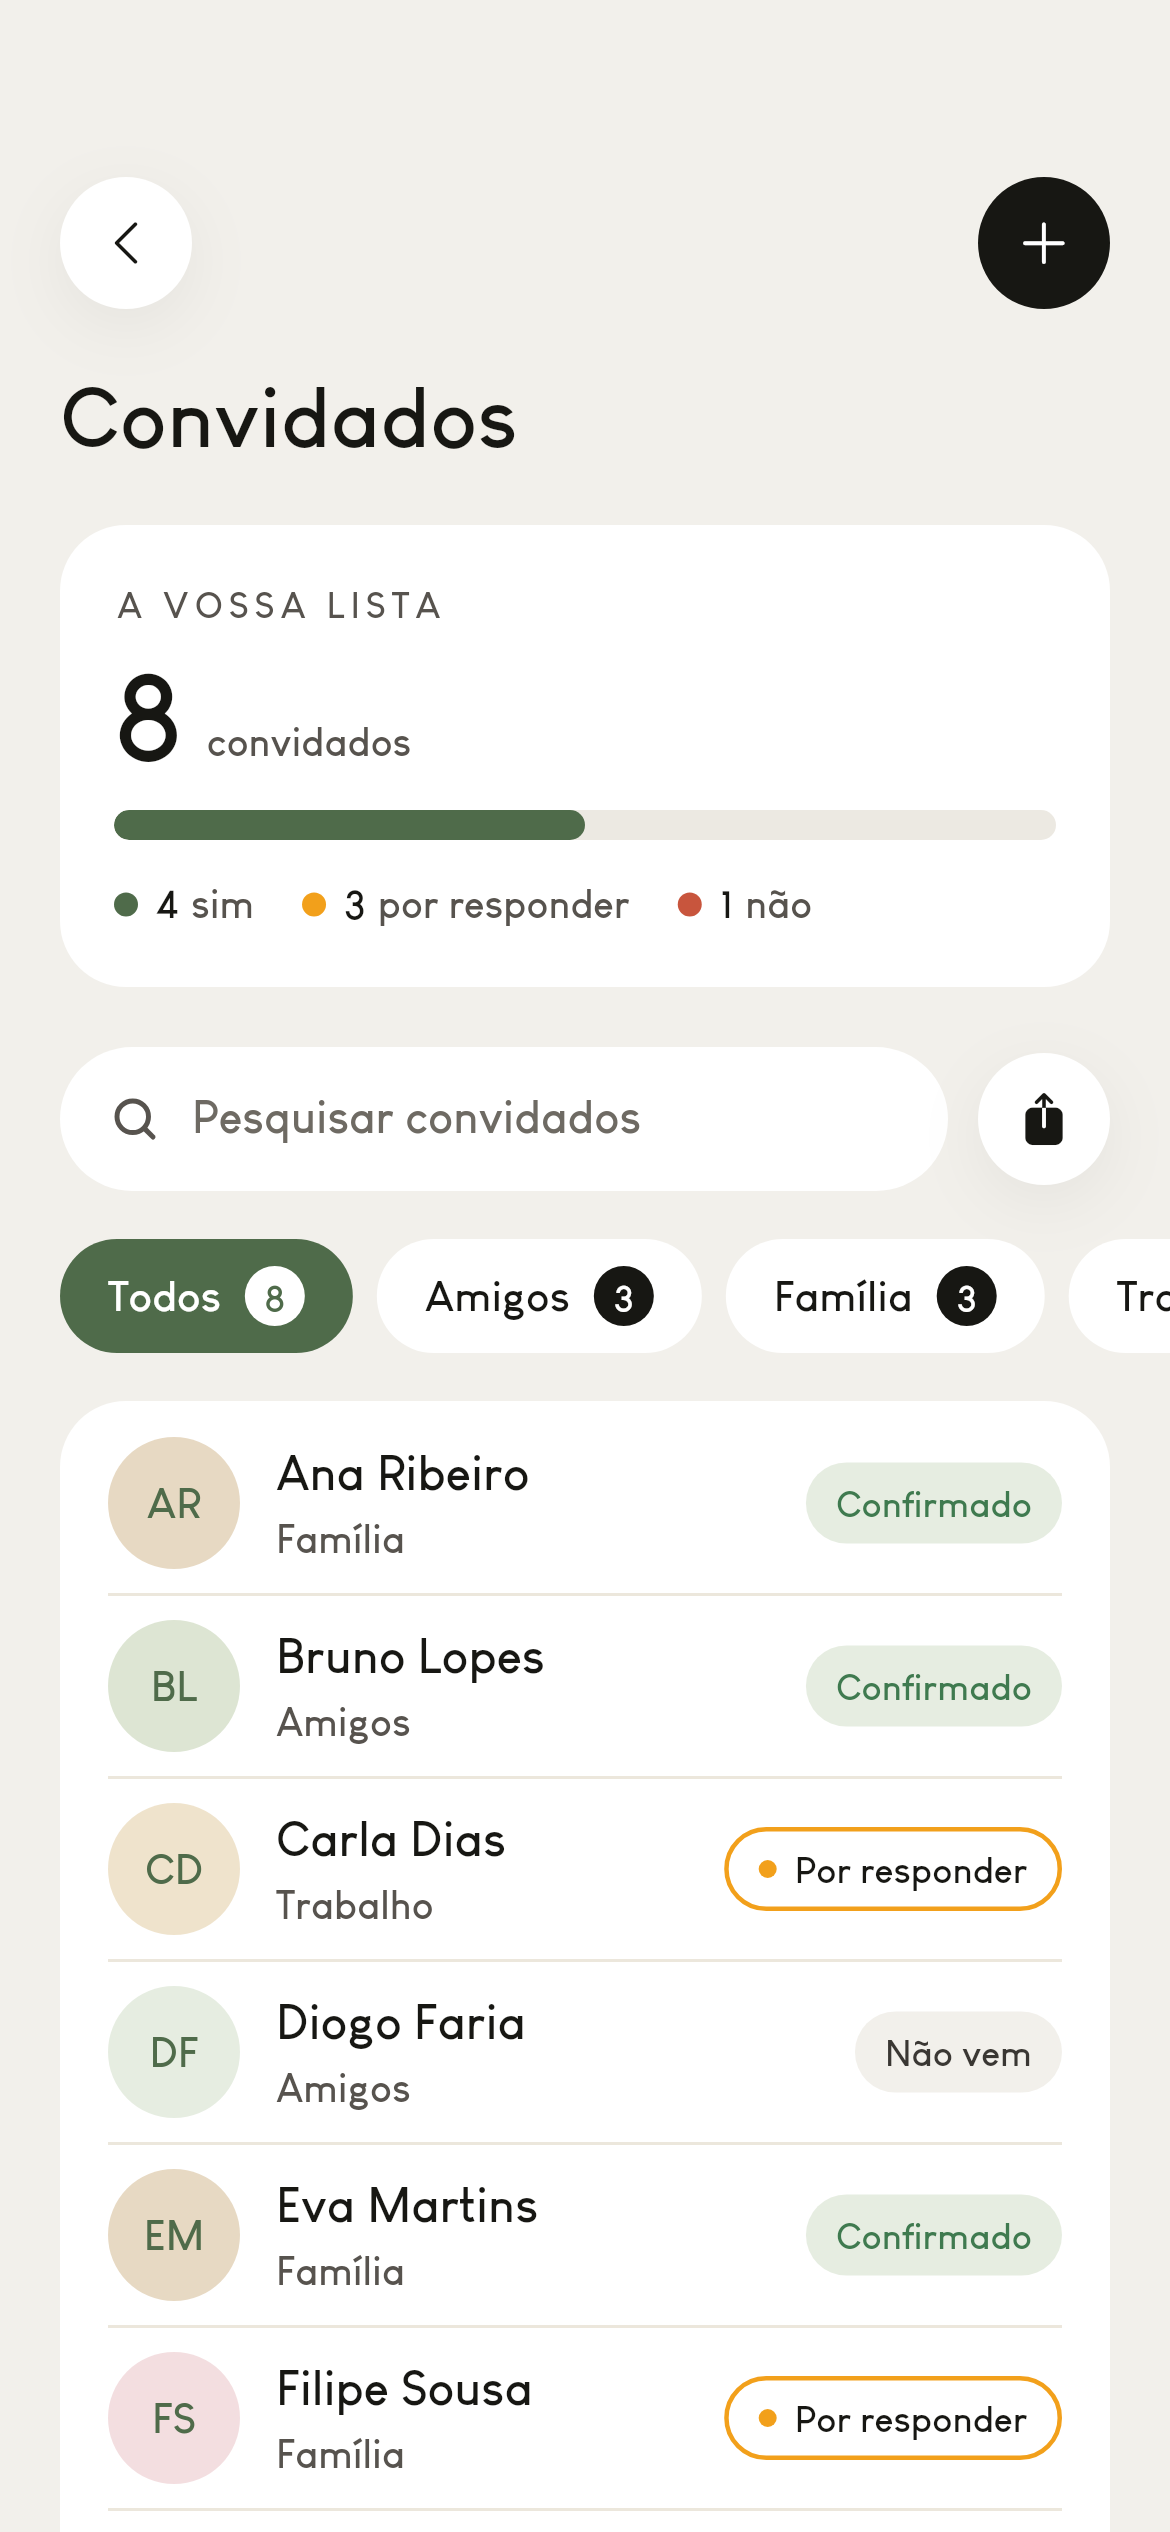 Convidados
A VOSSA LISTA
8 convidados
4 sim 3 por responder 1 não
Pesquisar convidados
Todos 8 Amigos 3 Família 3
AR Ana Ribeiro Confirmado
Família
BL Bruno Lopes Confirmado
Amigos
CD Carla Dias Por responder
Trabalho
DF Diogo Faria Não vem
Amigos
EM Eva Martins Confirmado
Família
FS Filipe Sousa Por responder
Família